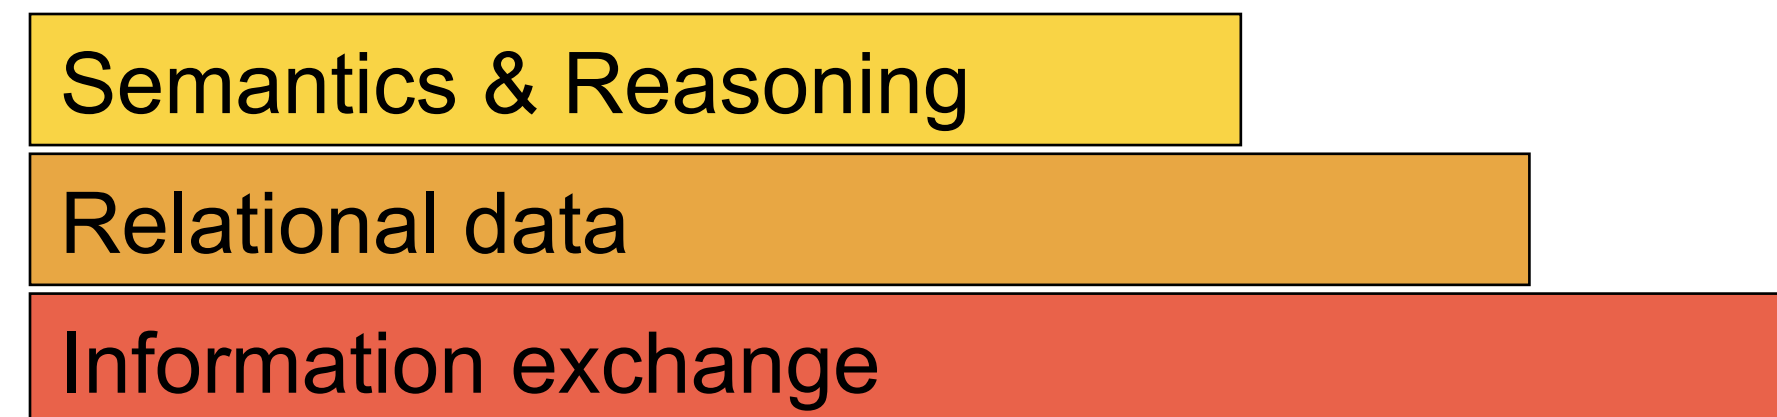 Semantics & Reasoning
Relational data
Information exchange